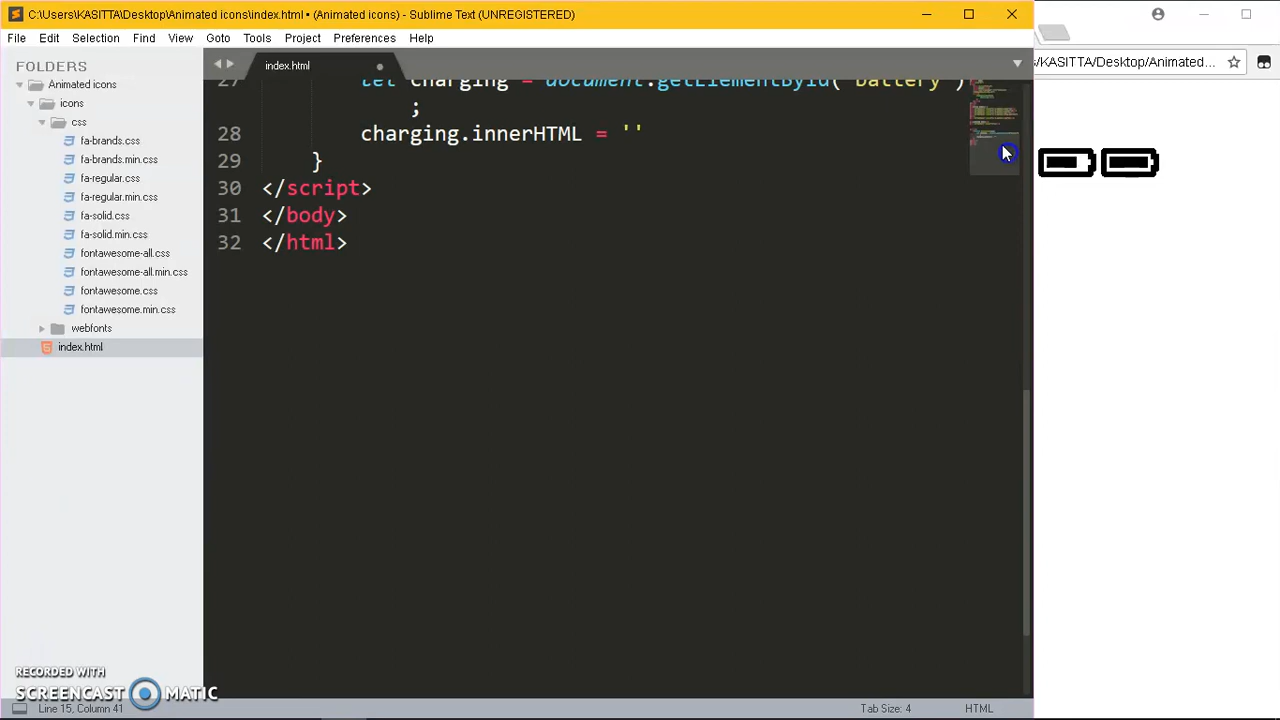 C:\Users\KASITTA\Desktop\Animated icons\index.html • (Animated icons) - Sublime Text (UNREGISTERED)
File Edit Selection Find View Goto Tools Project Preferences Help
S/KASITTA/Desktop/Animated...
FOLDERS
Animated icons
icons
css
fa-brands.css
fa-brands.min.css
fa-regular.css
fa-regular.min.css
fa-solid.css
fa-solid.min.css
fontawesome-all.css
fontawesome-all.min.css
fontawesome.css
fontawesome.min.css
webfonts
index.html
index.html
27 let charging = document.getElementById("battery")
;
28 charging.innerHTML = ''
29 }
30 </script>
31 </body>
32 </html>
RECORDED WITH
SCREENCAST MATIC
Line 15, Column 41
Tab Size: 4
HTML